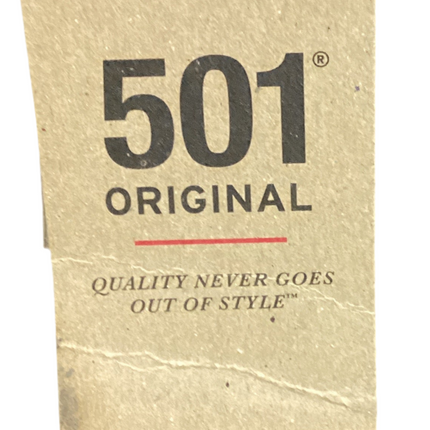 501®
ORIGINAL
QUALITY NEVER GOES
OUT OF STYLE™